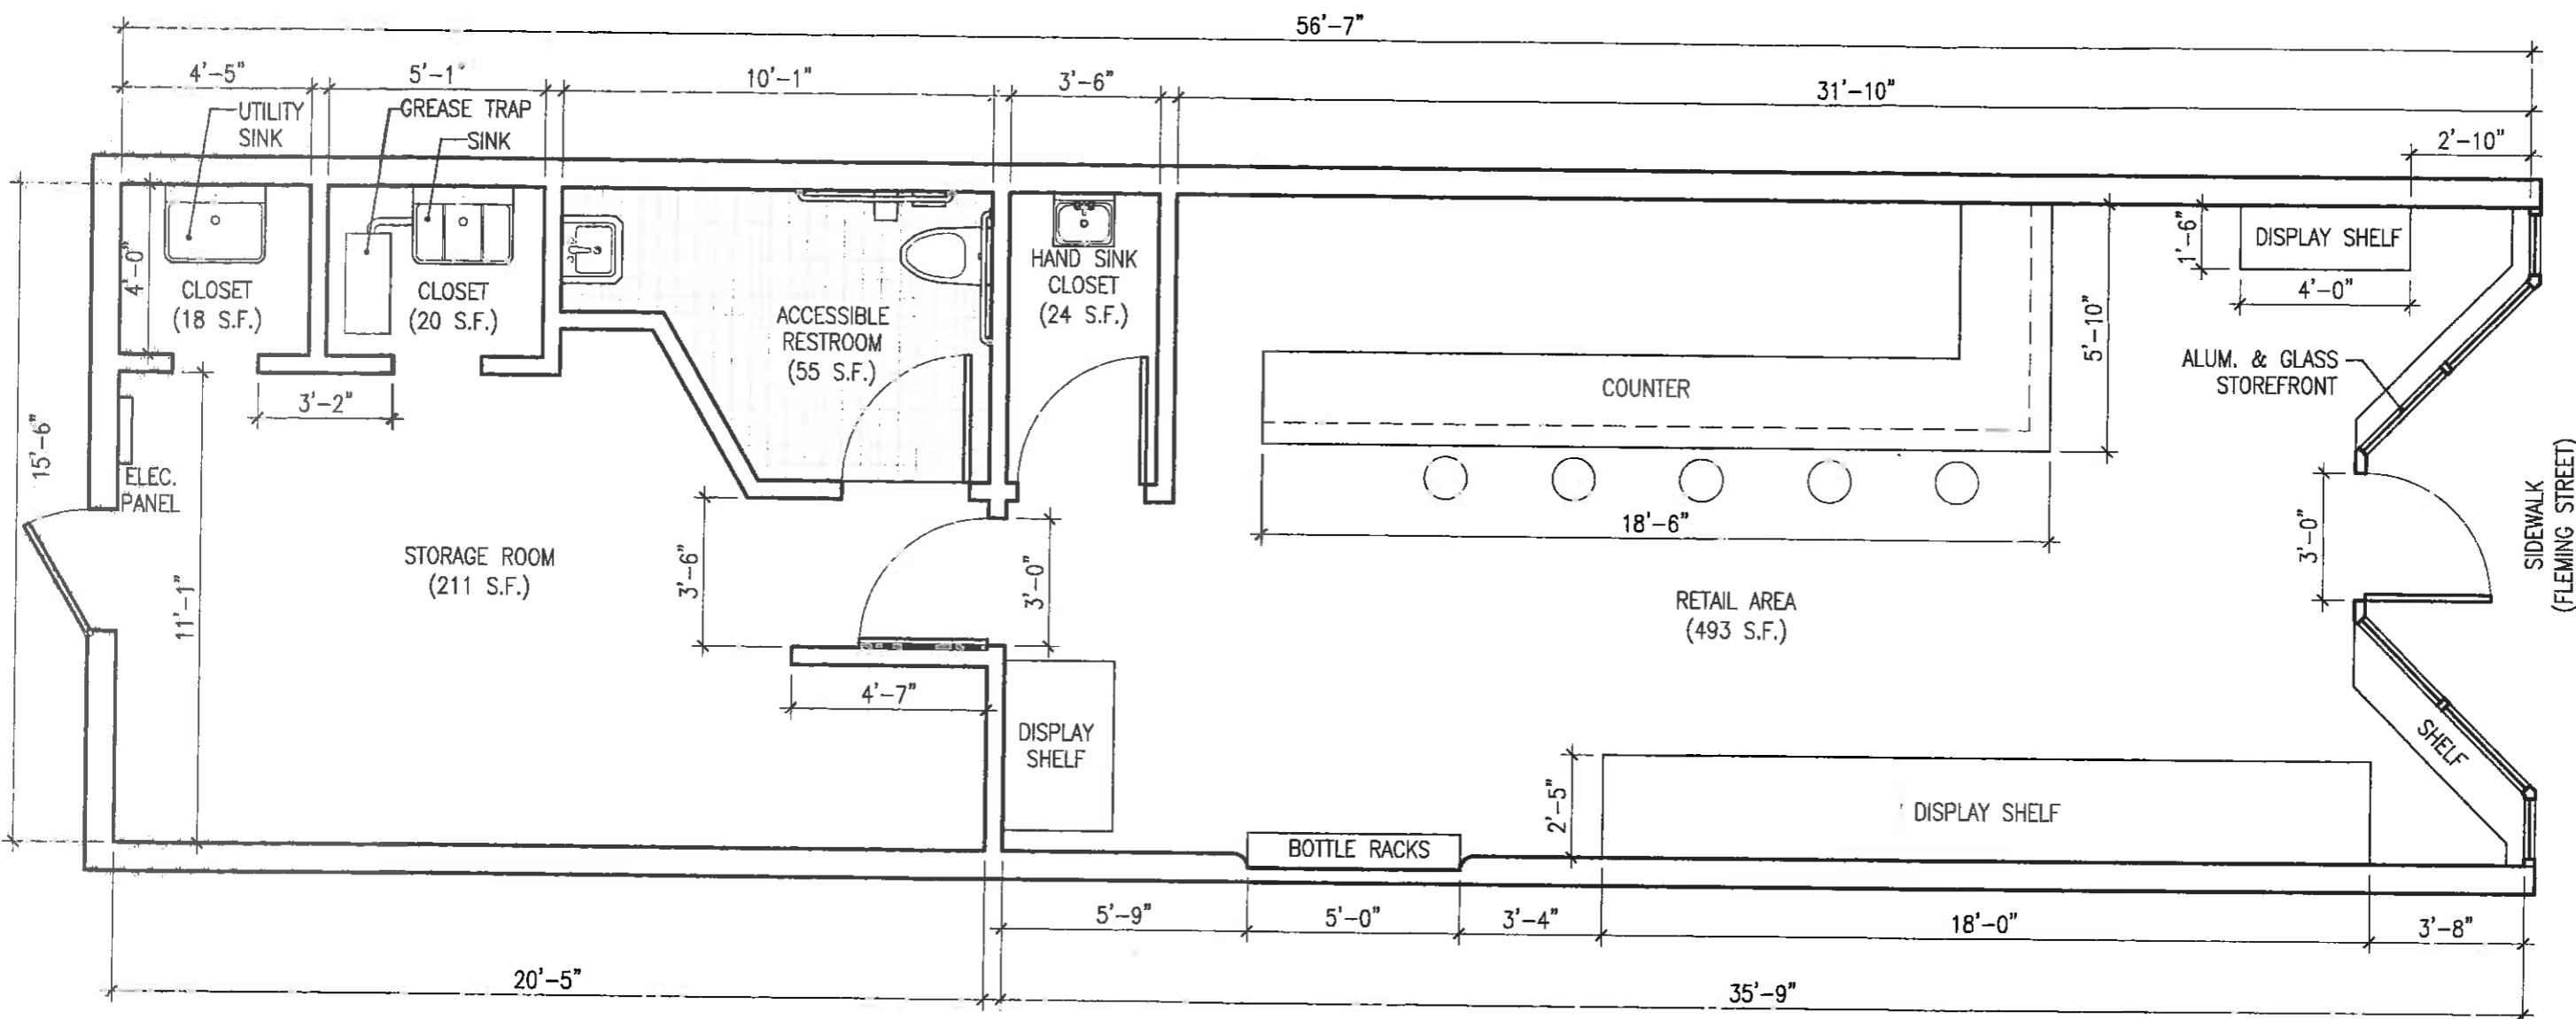 56'-7"
4'-5"
5'-1"
10'-1"
3'-6"
31'-10"
2'-10"
UTILITY
SINK
GREASE TRAP
SINK
4'-0"
CLOSET
(18 S.F.)
CLOSET
(20 S.F.)
ACCESSIBLE
RESTROOM
(55 S.F.)
HAND SINK
CLOSET
(24 S.F.)
1'-6"
DISPLAY SHELF
4'-0"
5'-10"
ALUM. & GLASS
STOREFRONT
COUNTER
3'-2"
15'-6"
ELEC.
PANEL
18'-6"
SIDEWALK
(FLEMING STREET)
3'-0"
STORAGE ROOM
(211 S.F.)
11'-1"
3'-6"
3'-0"
RETAIL AREA
(493 S.F.)
4'-7"
DISPLAY
SHELF
SHELF
2'-5"
DISPLAY SHELF
BOTTLE RACKS
5'-9"
5'-0"
3'-4"
18'-0"
3'-8"
20'-5"
35'-9"